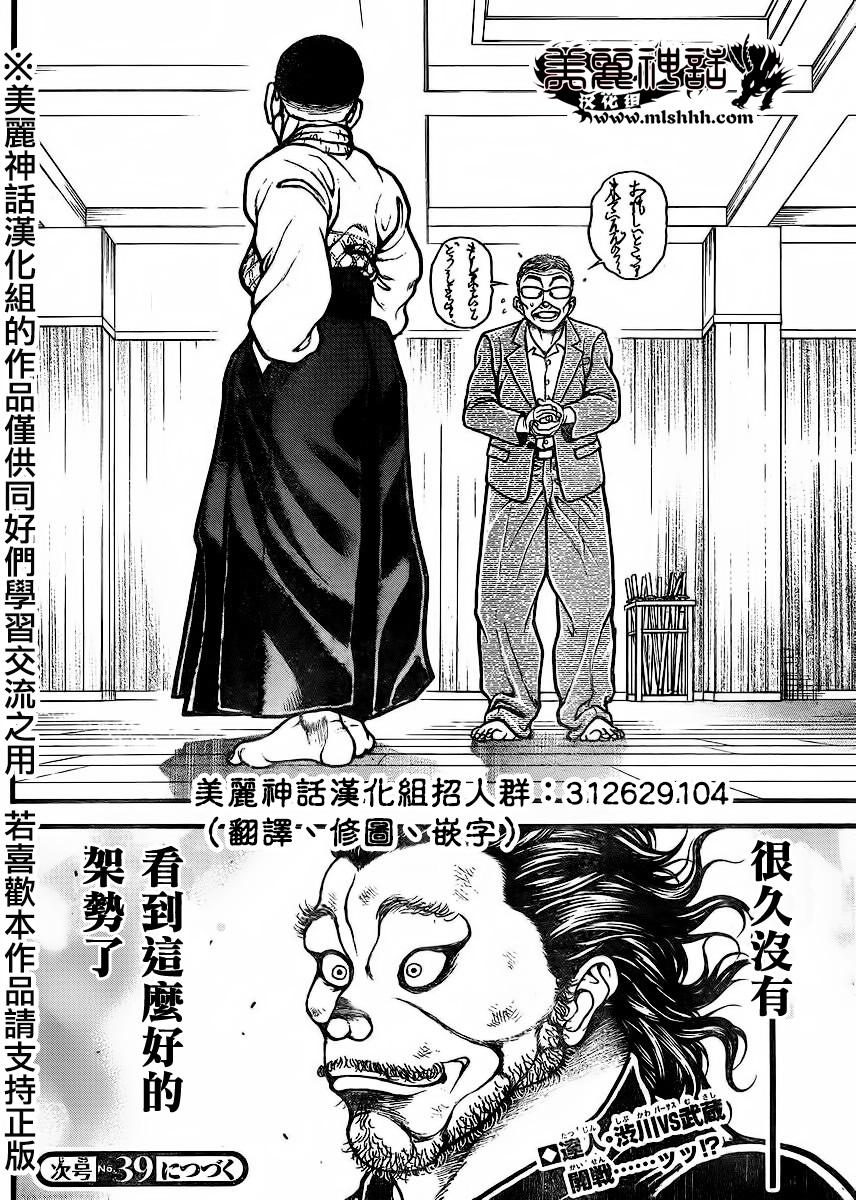 ※美麗神話漢化組的作品僅供同好們學習交流之用 若喜歡本作品請支持正版
美麗神話
汉化组
www.mlshhh.com
美麗神話漢化組招人群：312629104
（翻譯、修圖、嵌字）
很久沒有
看到這麼好的
架勢了
◆達人・渋川VS武蔵
開戦……ッッ!?
次号No.39につづく